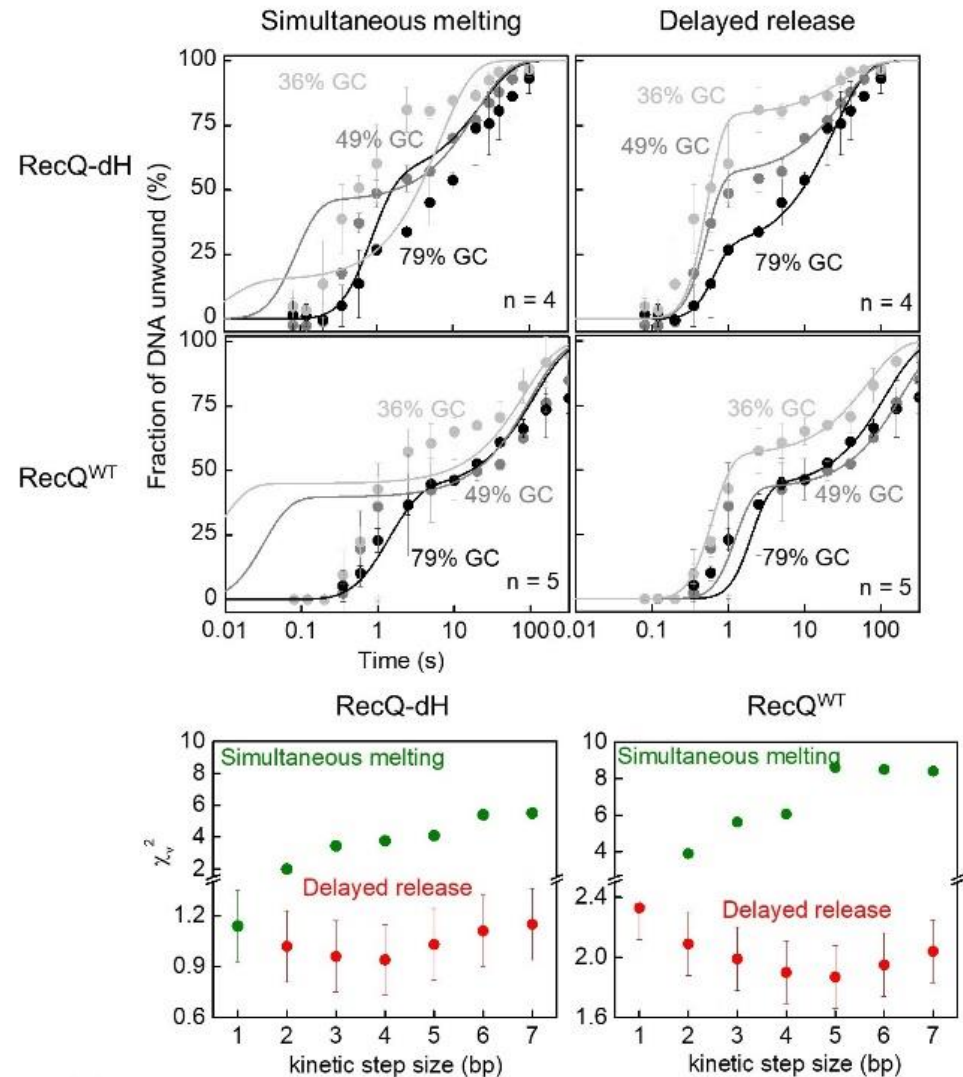 Simultaneous melting
Delayed release
RecQ-dH
RecQWT
Fraction of DNA unwound (%)
100
75
50
25
0
36% GC
49% GC
79% GC
n = 4
36% GC
49% GC
79% GC
n = 4
100
75
50
25
0
36% GC
49% GC
79% GC
n = 5
36% GC
49% GC
79% GC
n = 5
0.01 0.1 1 10 100 0.01 0.1 1 10 100
Time (s)
RecQ-dH
RecQWT
χν2
10
8
6
4
2
1.2
0.9
0.6
Simultaneous melting
Delayed release
1 2 3 4 5 6 7
kinetic step size (bp)
10
8
6
4
2.4
2.0
1.6
Simultaneous melting
Delayed release
1 2 3 4 5 6 7
kinetic step size (bp)